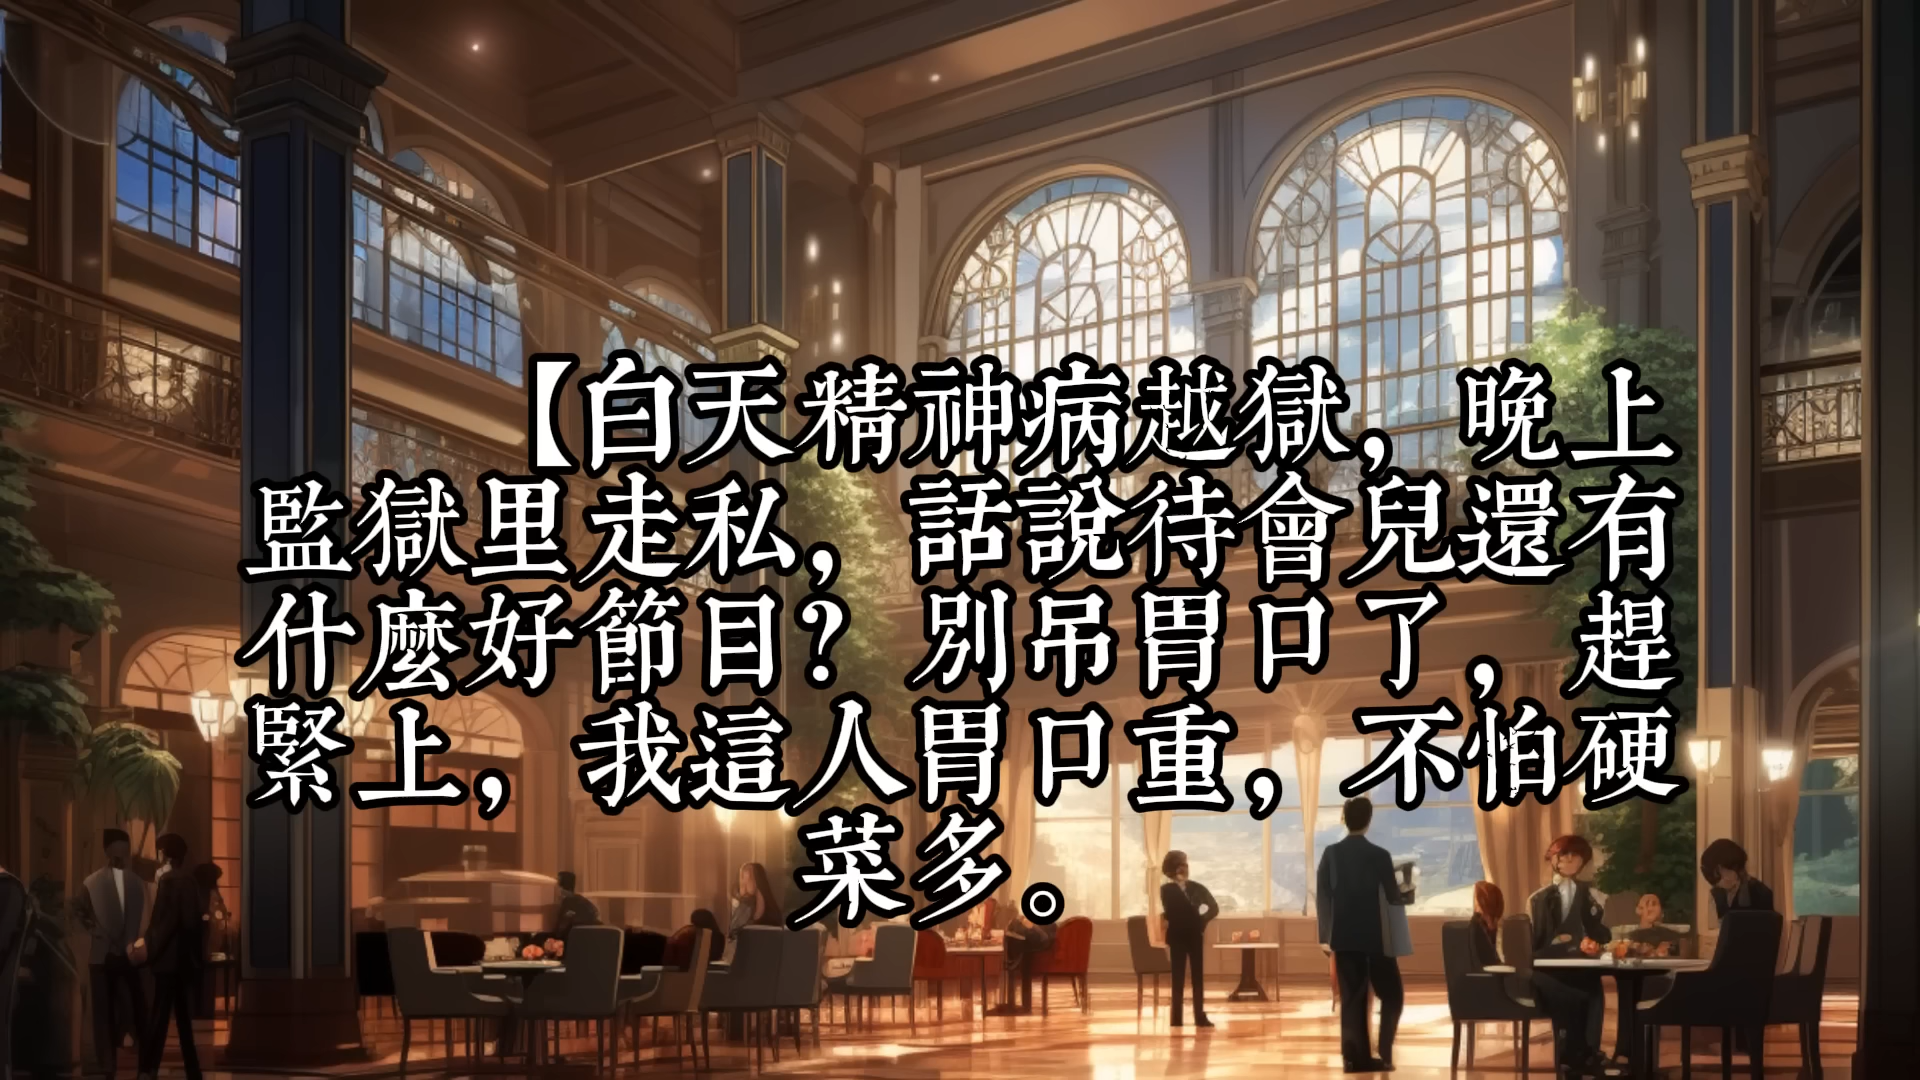 【白天精神病越獄，晚上
監獄里走私，話說待會兒還有
什麼好節目？別吊胃口了，趕
緊上，我這人胃口重，不怕硬
菜多。